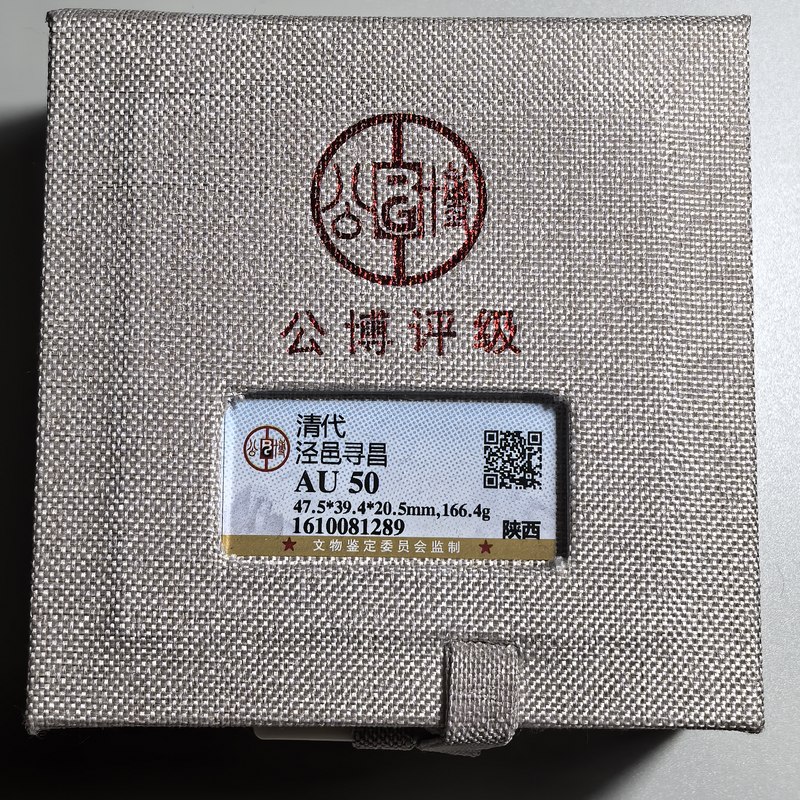 公博评级
清代
泾邑寻昌
AU 50
47.5*39.4*20.5mm,166.4g
1610081289
陕西
★ 文物鉴定委员会监制 ★